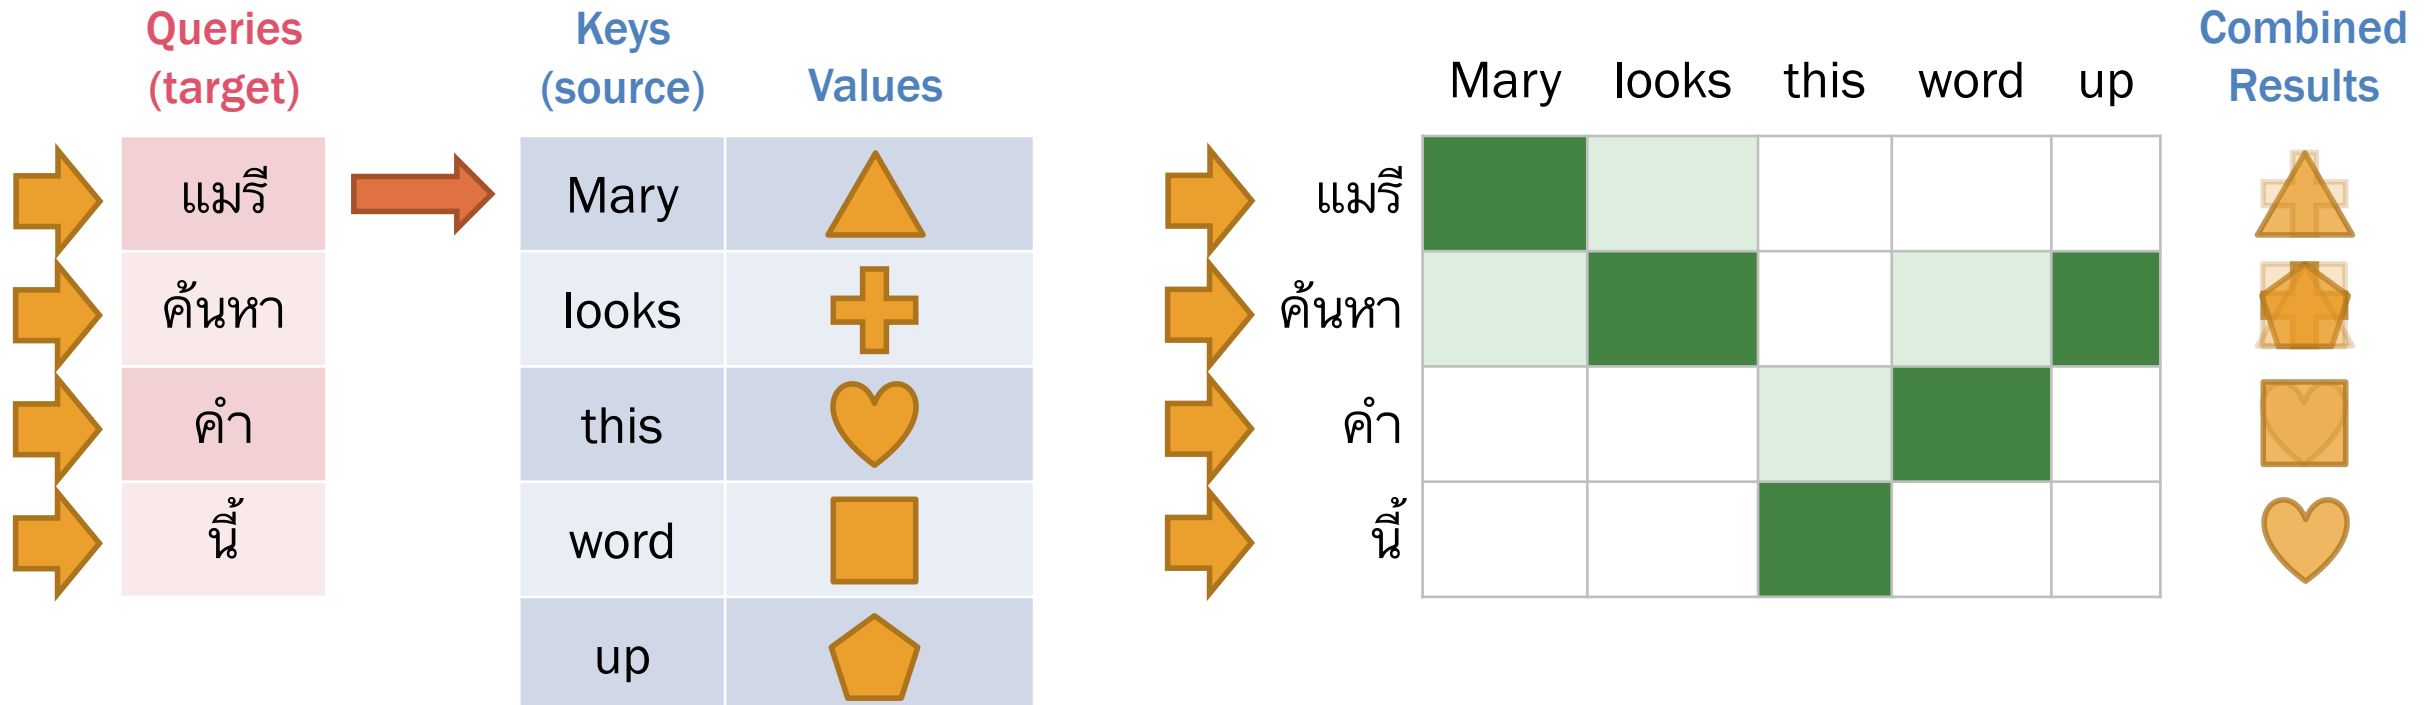 Queries
(target)
แมรี
ค้นหา
คำ
นี้
Keys
(source)
Values
Mary
looks
this
word
up
Mary looks this word up
แมรี
ค้นหา
คำ
นี้
Combined
Results